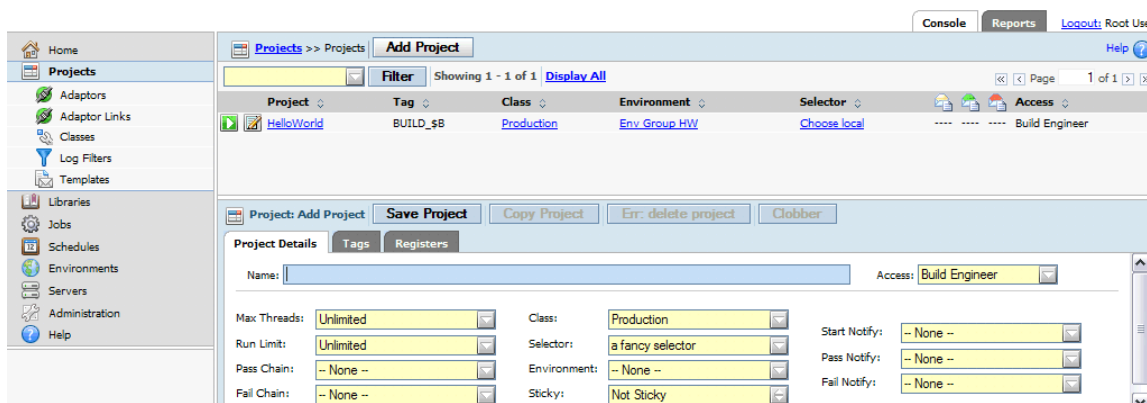 Console Reports Logout: Root Use
Home Projects >> Projects Add Project Help
Projects Filter Showing 1 - 1 of 1 Display All Page 1 of 1
Adaptors Project Tag Class Environment Selector Access
Adaptor Links HelloWorld BUILD_$B Production Env Group HW Choose local ---- ---- ---- Build Engineer
Classes
Log Filters
Templates
Libraries
Project: Add Project Save Project Copy Project Err: delete project Clobber
Jobs
Schedules Project Details Tags Registers
Environments Name: Access: Build Engineer
Servers
Administration Max Threads: Unlimited Class: Production Start Notify: -- None --
Help Run Limit: Unlimited Selector: a fancy selector Pass Notify: -- None --
Pass Chain: -- None -- Environment: -- None -- Fail Notify: -- None --
Fail Chain: -- None -- Sticky: Not Sticky